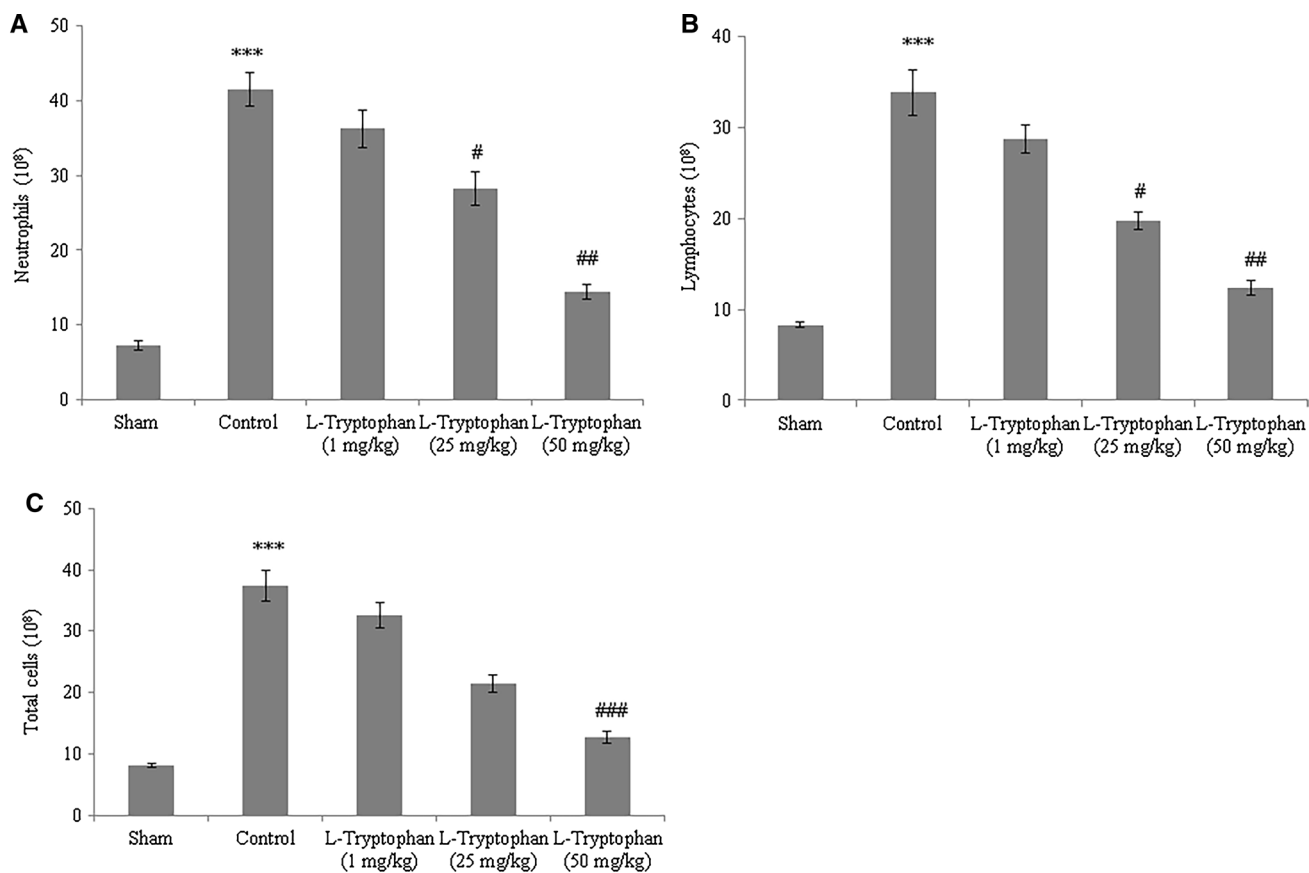 A
Neutrophils (10⁸)
50
40
30
20
10
0
***
#
##
Sham
Control
L-Tryptophan
(1 mg/kg)
L-Tryptophan
(25 mg/kg)
L-Tryptophan
(50 mg/kg)
B
Lymphocytes (10⁸)
40
30
20
10
0
***
#
##
Sham
Control
L-Tryptophan
(1 mg/kg)
L-Tryptophan
(25 mg/kg)
L-Tryptophan
(50 mg/kg)
C
Total cells (10⁸)
50
40
30
20
10
0
***
###
Sham
Control
L-Tryptophan
(1 mg/kg)
L-Tryptophan
(25 mg/kg)
L-Tryptophan
(50 mg/kg)